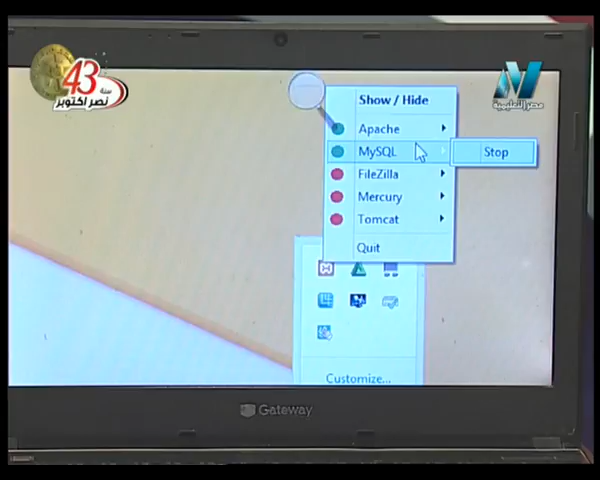 43
سنة
نصر اكتوبر
مصر التعليمية
Show / Hide
Apache
MySQL
Stop
FileZilla
Mercury
Tomcat
Quit
Customize...
Gateway